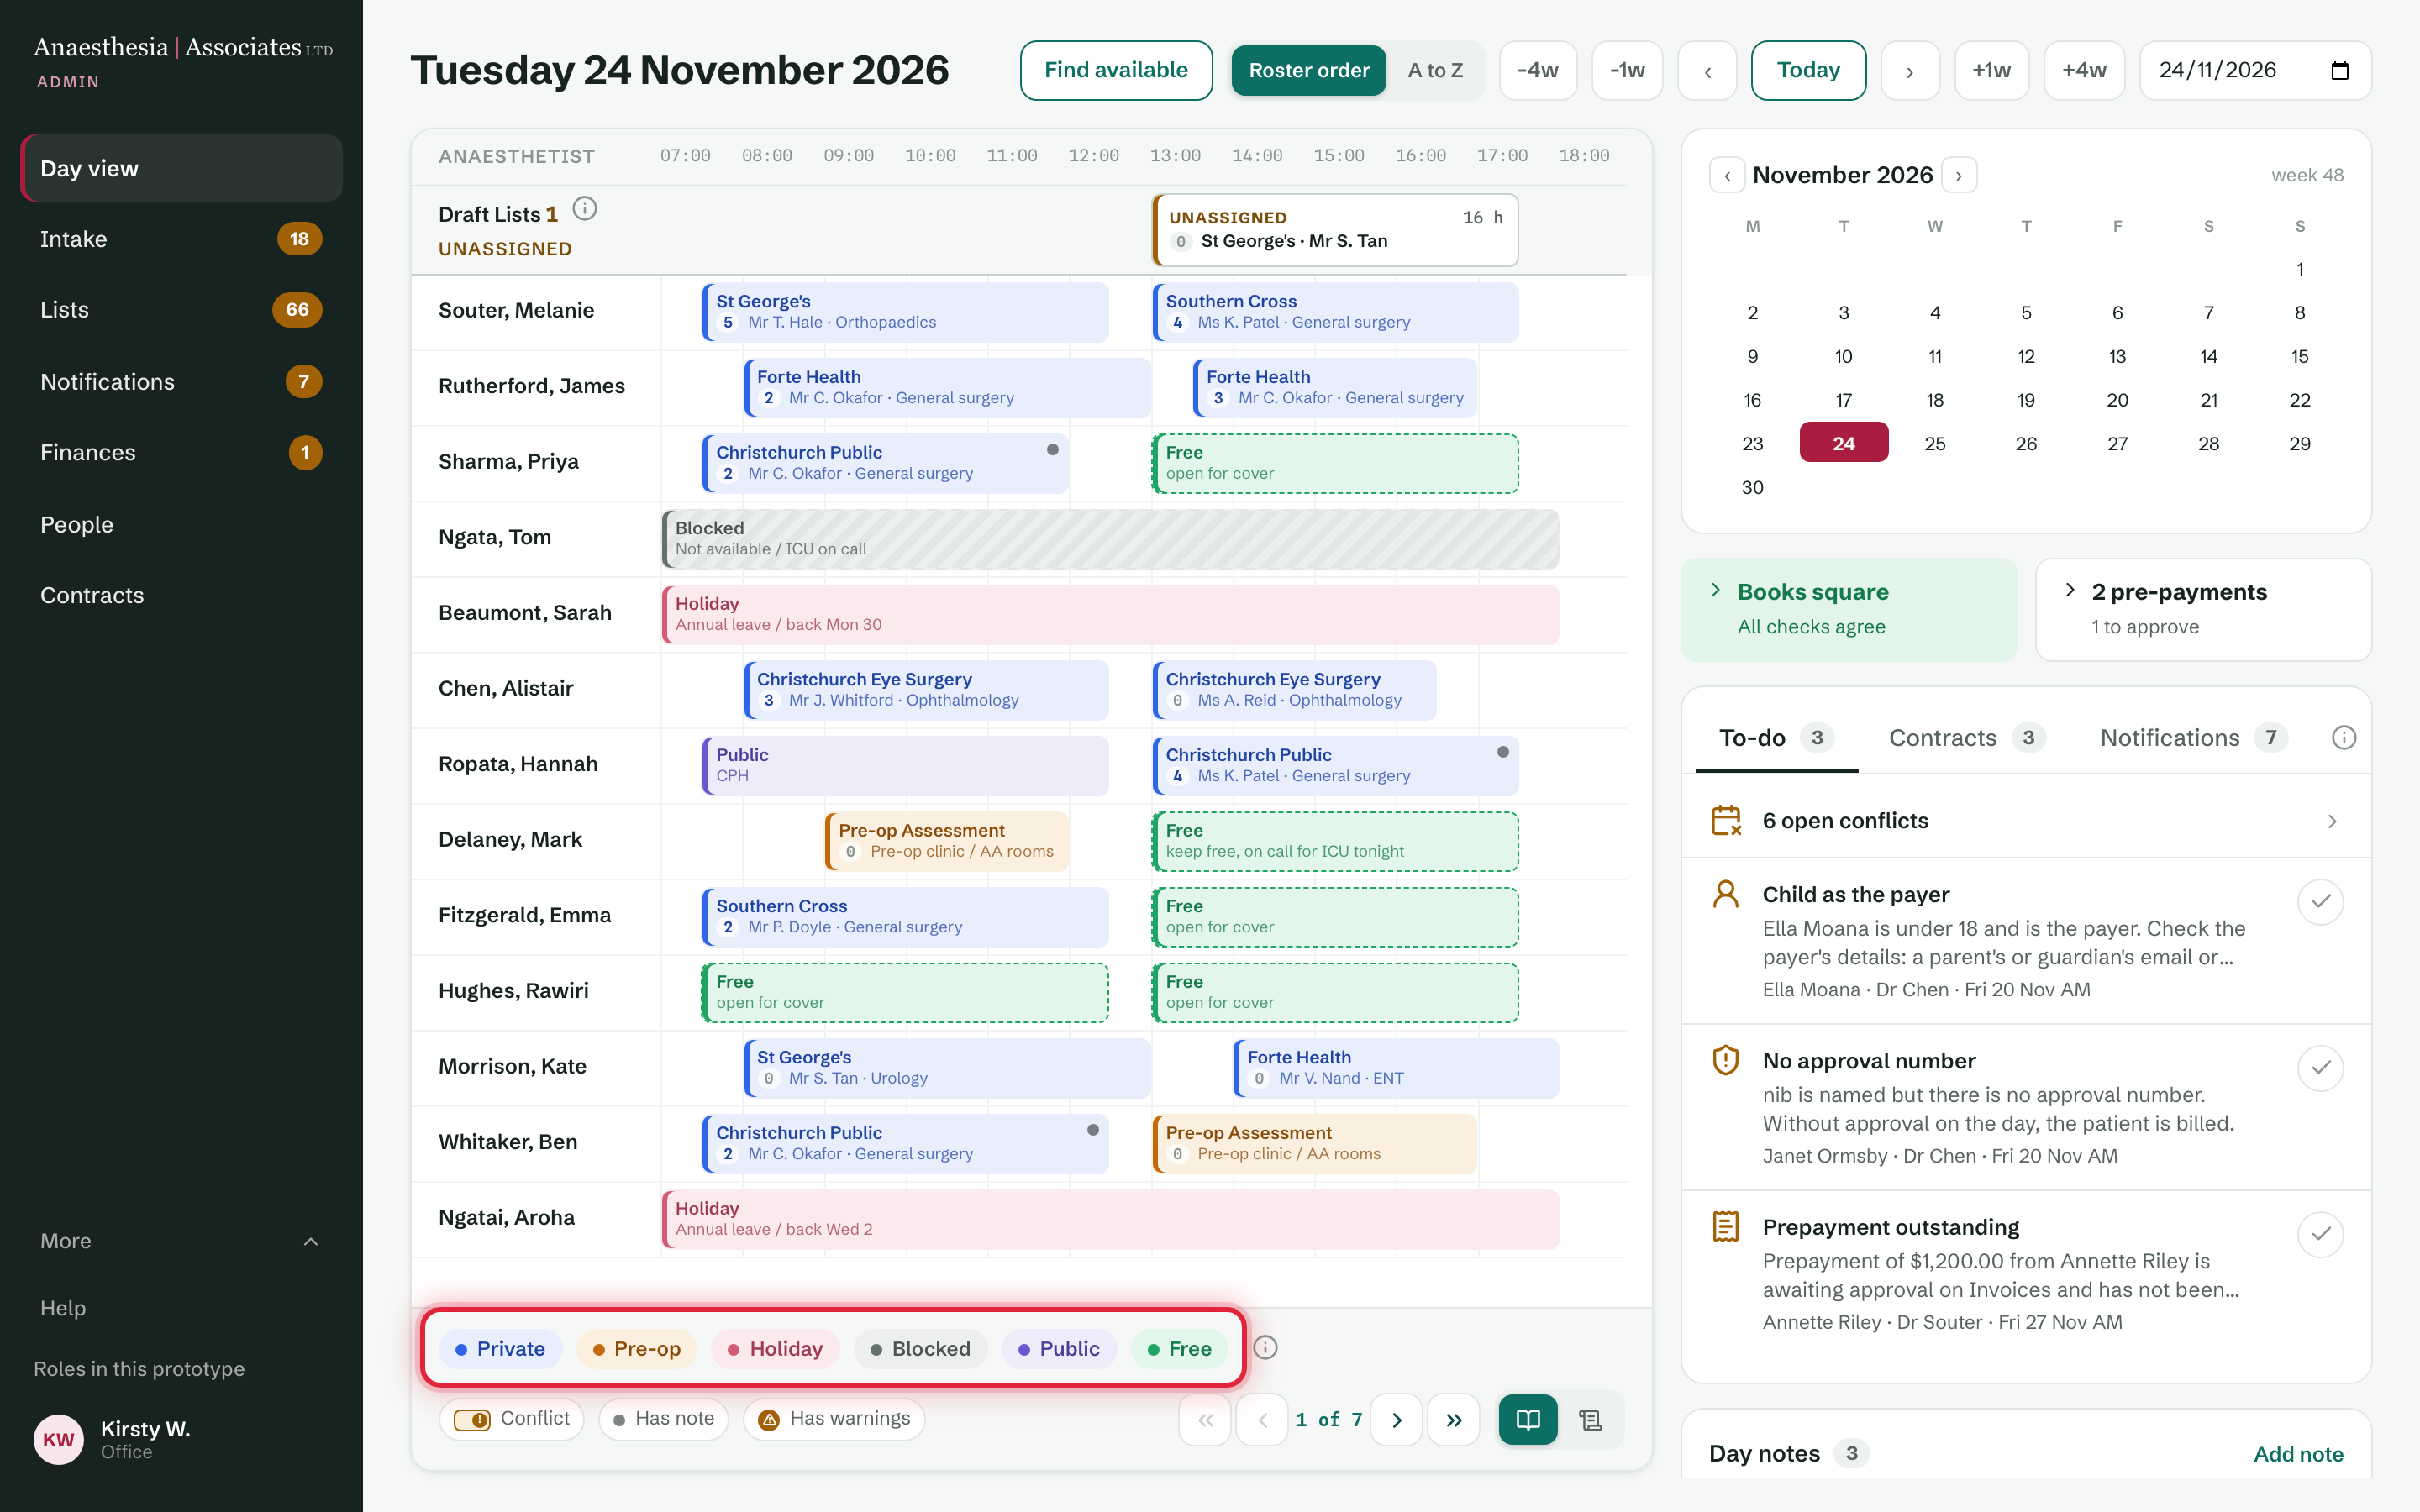 Anaesthesia | Associates LTD
ADMIN
Day view
Intake 18
Lists 66
Notifications 7
Finances 1
People
Contracts
More
Help
Roles in this prototype
KW
Kirsty W.
Office
Tuesday 24 November 2026
Find available
Roster order
A to Z
-4w
-1w
‹
Today
›
+1w
+4w
24/11/2026
ANAESTHETIST 07:00 08:00 09:00 10:00 11:00 12:00 13:00 14:00 15:00 16:00 17:00 18:00
Draft Lists 1
UNASSIGNED
UNASSIGNED 16 h
0 St George's · Mr S. Tan
Souter, Melanie
St George's
5 Mr T. Hale · Orthopaedics
Southern Cross
4 Ms K. Patel · General surgery
Rutherford, James
Forte Health
2 Mr C. Okafor · General surgery
Forte Health
3 Mr C. Okafor · General surgery
Sharma, Priya
Christchurch Public
2 Mr C. Okafor · General surgery
Free
open for cover
Ngata, Tom
Blocked
Not available / ICU on call
Beaumont, Sarah
Holiday
Annual leave / back Mon 30
Chen, Alistair
Christchurch Eye Surgery
3 Mr J. Whitford · Ophthalmology
Christchurch Eye Surgery
0 Ms A. Reid · Ophthalmology
Ropata, Hannah
Public
CPH
Christchurch Public
4 Ms K. Patel · General surgery
Delaney, Mark
Pre-op Assessment
0 Pre-op clinic / AA rooms
Free
keep free, on call for ICU tonight
Fitzgerald, Emma
Southern Cross
2 Mr P. Doyle · General surgery
Free
open for cover
Hughes, Rawiri
Free
open for cover
Free
open for cover
Morrison, Kate
St George's
0 Mr S. Tan · Urology
Forte Health
0 Mr V. Nand · ENT
Whitaker, Ben
Christchurch Public
2 Mr C. Okafor · General surgery
Pre-op Assessment
0 Pre-op clinic / AA rooms
Ngatai, Aroha
Holiday
Annual leave / back Wed 2
Private Pre-op Holiday Blocked Public Free
Conflict Has note Has warnings
1 of 7
‹ November 2026 › week 48
M T W T F S S
1
2 3 4 5 6 7 8
9 10 11 12 13 14 15
16 17 18 19 20 21 22
23 24 25 26 27 28 29
30
Books square
All checks agree
2 pre-payments
1 to approve
To-do 3 Contracts 3 Notifications 7
6 open conflicts
Child as the payer
Ella Moana is under 18 and is the payer. Check the
payer's details: a parent's or guardian's email or...
Ella Moana · Dr Chen · Fri 20 Nov AM
No approval number
nib is named but there is no approval number.
Without approval on the day, the patient is billed.
Janet Ormsby · Dr Chen · Fri 20 Nov AM
Prepayment outstanding
Prepayment of $1,200.00 from Annette Riley is
awaiting approval on Invoices and has not been...
Annette Riley · Dr Souter · Fri 27 Nov AM
Day notes 3 Add note